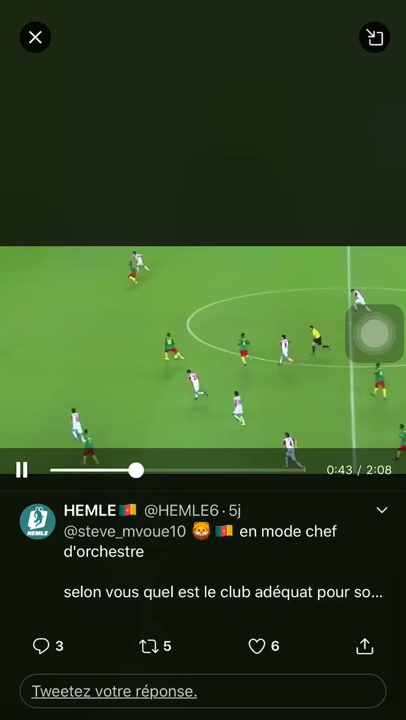 0:43 / 2:08
HEMLE🇨🇲 @HEMLE6 · 5j
@steve_mvoue10 🦁 🇨🇲 en mode chef
d'orchestre
selon vous quel est le club adéquat pour so...
3 5 6
Tweetez votre réponse.
HEMLE